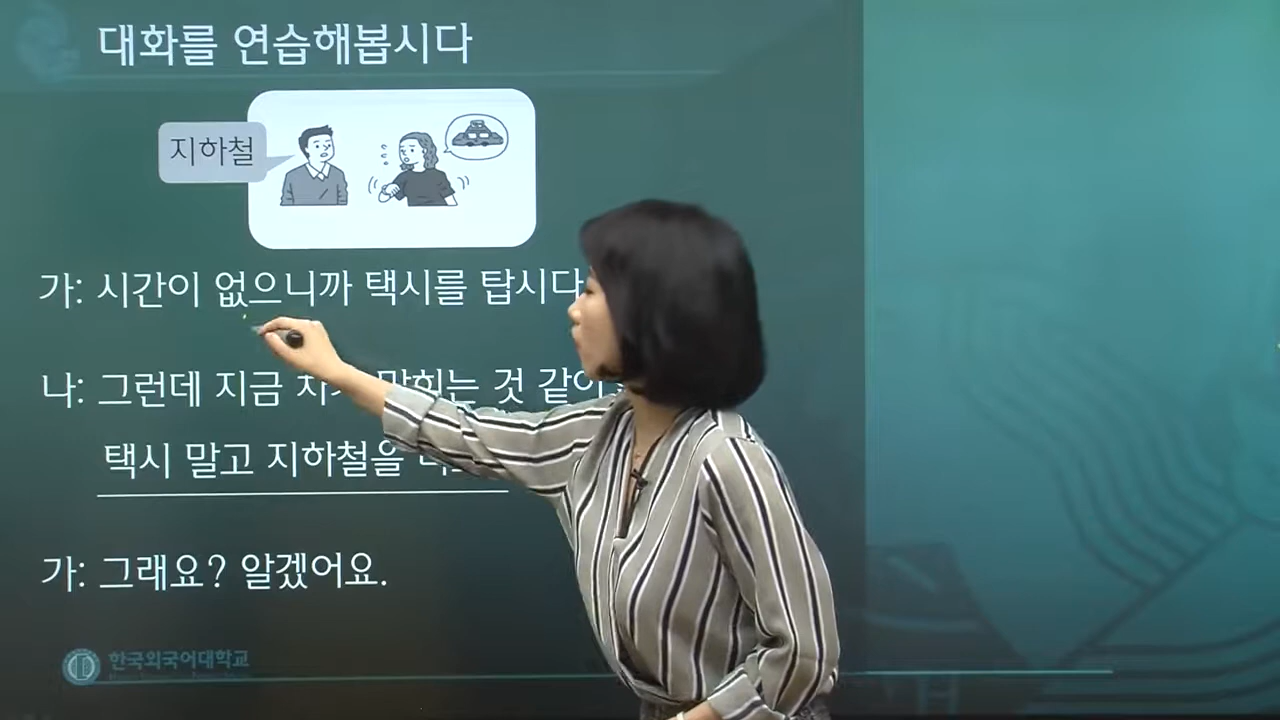 대화를 연습해봅시다
지하철
가: 시간이 없으니까 택시를 탑시다
나: 그런데 지금 막히는 것
택시 말고 지하철을
가: 그래요? 알겠어요.
한국외국어대학교